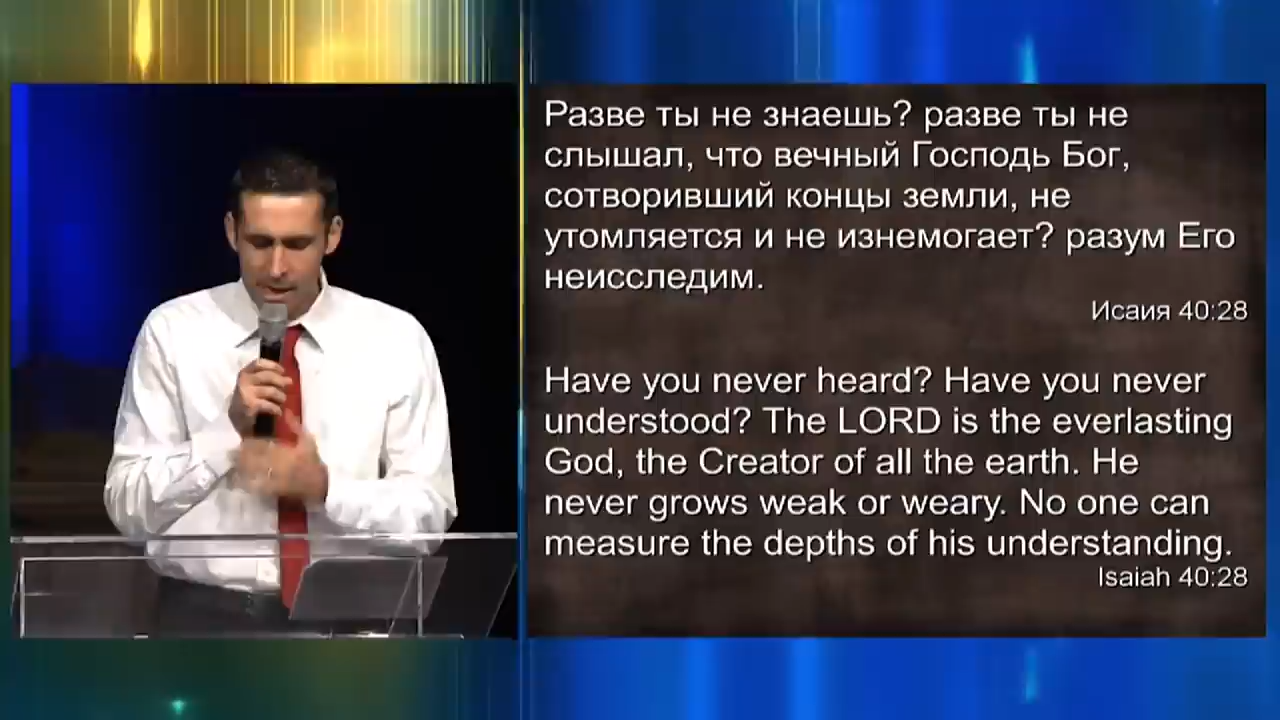 Разве ты не знаешь? разве ты не
слышал, что вечный Господь Бог,
сотворивший концы земли, не
утомляется и не изнемогает? разум Его
неисследим.
Исаия 40:28
Have you never heard? Have you never
understood? The LORD is the everlasting
God, the Creator of all the earth. He
never grows weak or weary. No one can
measure the depths of his understanding.
Isaiah 40:28